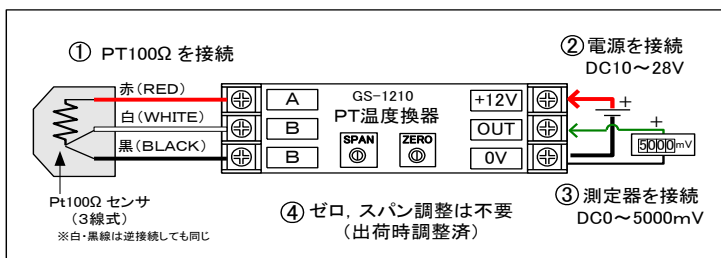 ① PT100Ω を接続
赤(RED)
白(WHITE)
黒(BLACK)
Pt100Ω センサ
(3線式)
※白・黒線は逆接続しても同じ
A
B
B
GS-1210
PT温度換器
SPAN
ZERO
+12V
OUT
0V
② 電源を接続
DC10～28V
+
+
5000mV
③ 測定器を接続
DC0～5000mV
④ ゼロ, スパン調整は不要
(出荷時調整済)